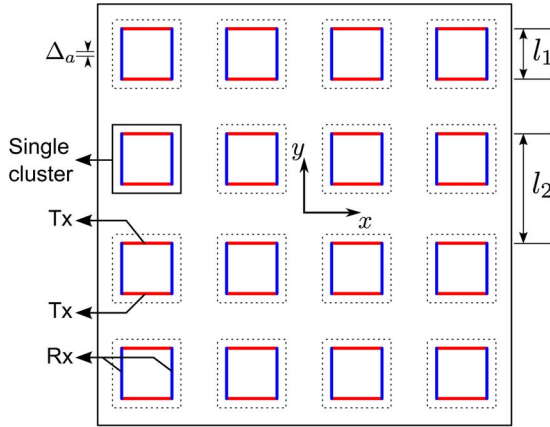 Δₐ
l₁
Single
cluster
y
x
l₂
Tx
Tx
Rx